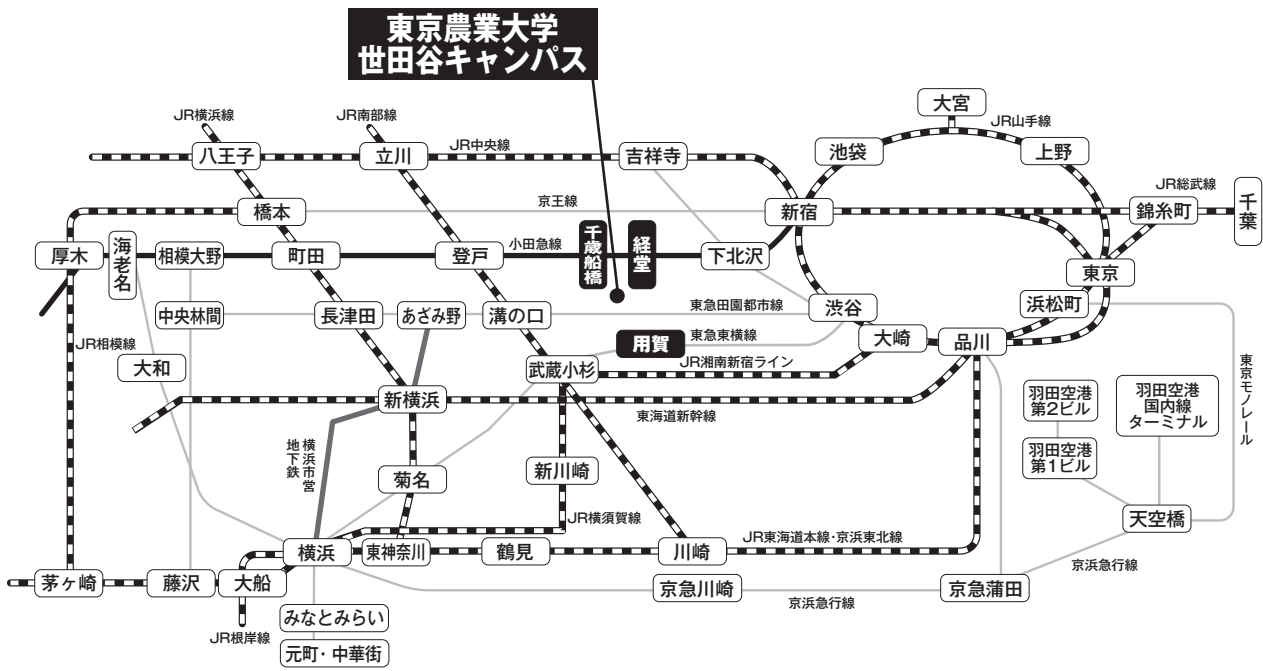 東京農業大学
世田谷キャンパス
JR横浜線
JR南部線
JR中央線
JR山手線
大宮
八王子
立川
吉祥寺
池袋
上野
JR総武線
橋本
京王線
新宿
錦糸町
千葉
厚木
海老名
相模大野
町田
登戸
小田急線
千歳船橋
経堂
下北沢
東京
中央林間
長津田
あざみ野
溝の口
東急田園都市線
渋谷
浜松町
JR相模線
大和
用賀
東急東横線
大崎
品川
武蔵小杉
JR湘南新宿ライン
新横浜
東海道新幹線
羽田空港
第2ビル
羽田空港
国内線
ターミナル
東京モノレール
横浜市営
地下鉄
菊名
新川崎
羽田空港
第1ビル
JR横須賀線
天空橋
横浜
東神奈川
鶴見
川崎
JR東海道本線・京浜東北線
京浜急行線
茅ヶ崎
藤沢
大船
京急川崎
京浜急行線
京急蒲田
みなとみらい
JR根岸線
元町・中華街